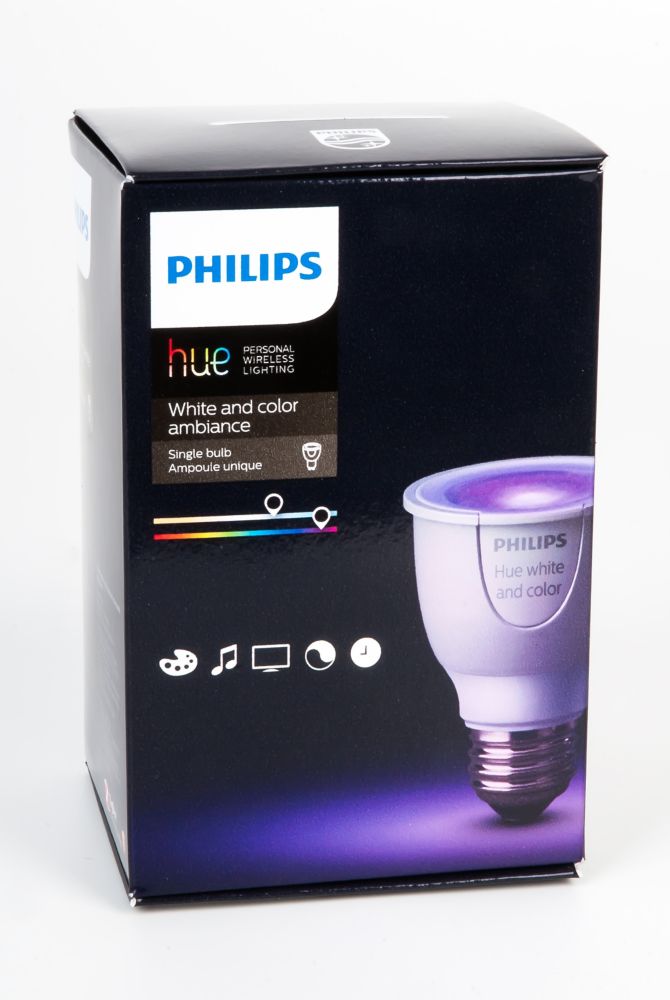 PHILIPS
hue PERSONAL
WIRELESS
LIGHTING
White and color
ambiance
Single bulb
Ampoule unique
PHILIPS
Hue white
and color